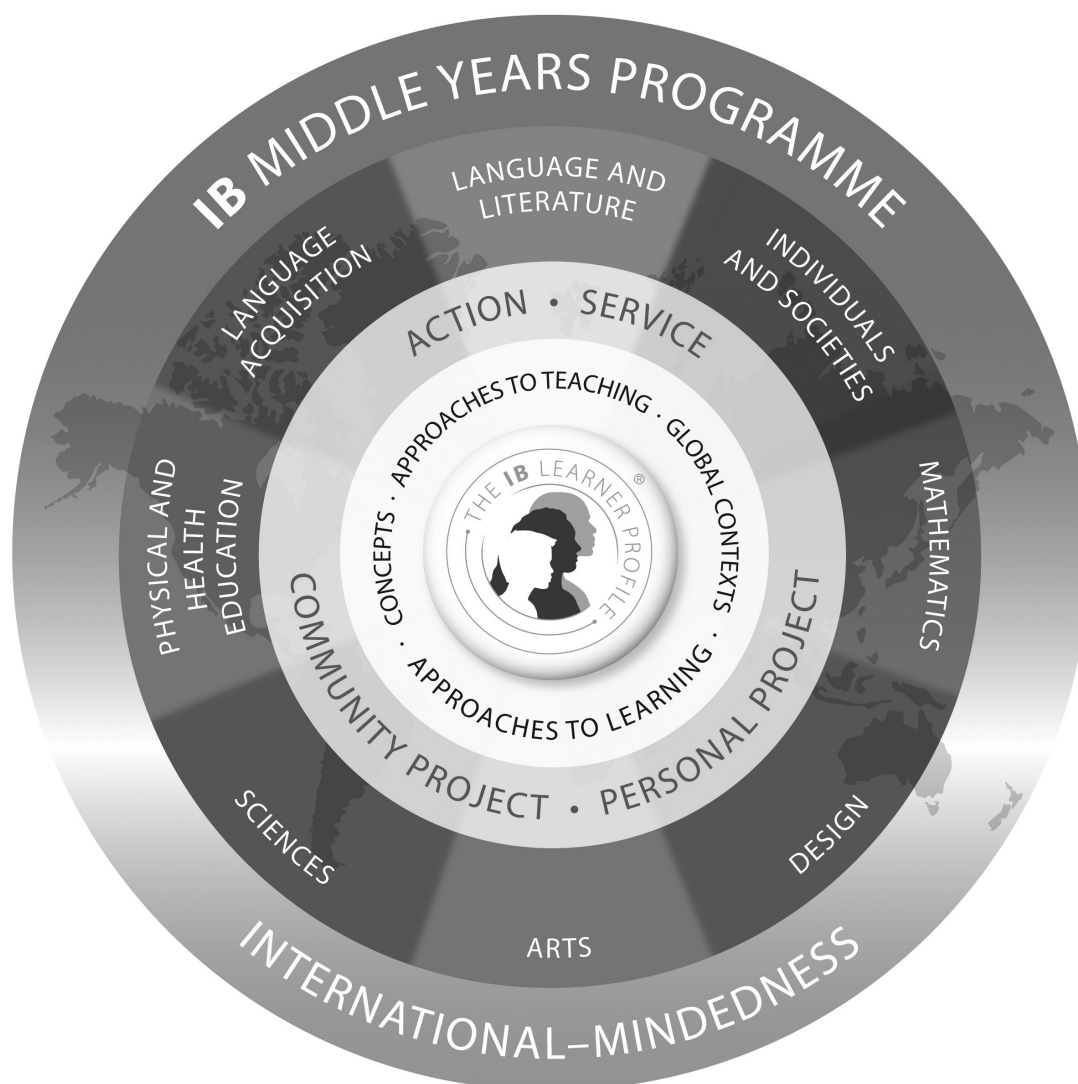 IB MIDDLE YEARS PROGRAMME
LANGUAGE AND
LITERATURE
INDIVIDUALS
AND SOCIETIES
MATHEMATICS
DESIGN
ARTS
SCIENCES
PHYSICAL AND
HEALTH
EDUCATION
LANGUAGE
ACQUISITION
ACTION • SERVICE
PERSONAL PROJECT
COMMUNITY PROJECT •
APPROACHES TO TEACHING •
GLOBAL CONTEXTS •
APPROACHES TO LEARNING •
CONCEPTS •
• THE IB LEARNER PROFILE • ®
INTERNATIONAL–MINDEDNESS